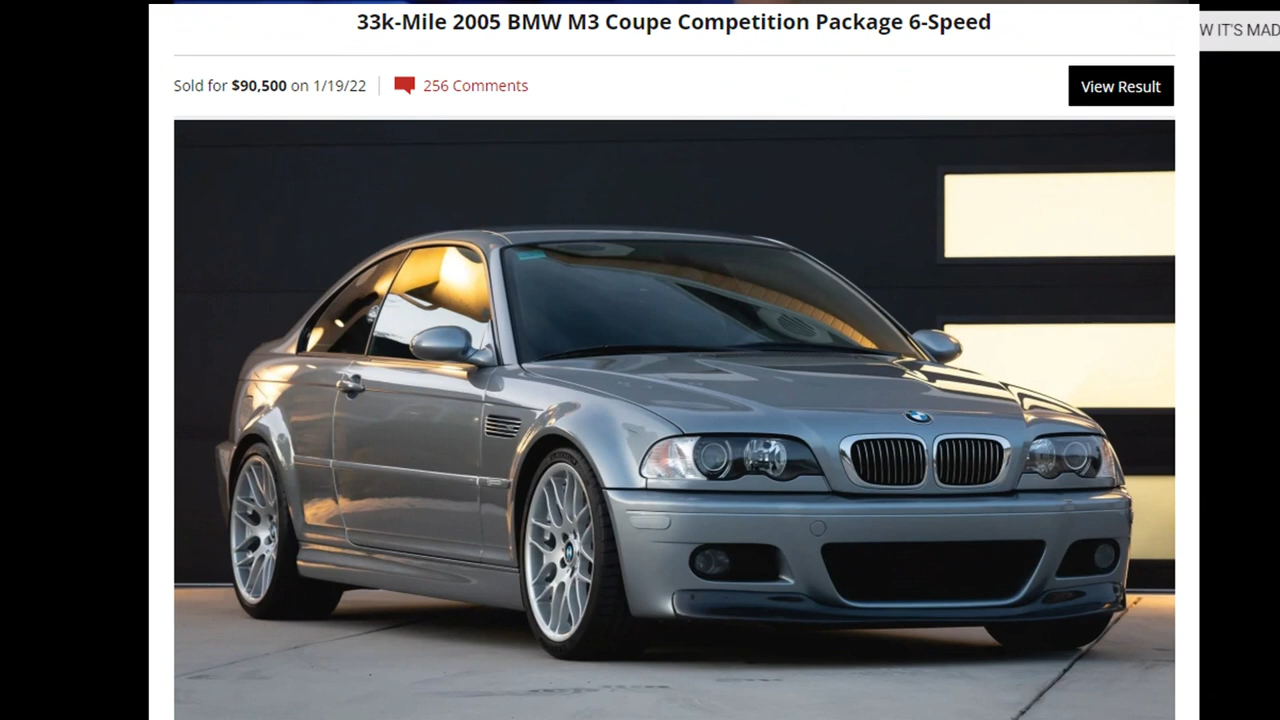 33k-Mile 2005 BMW M3 Coupe Competition Package 6-Speed
W IT'S MAD
Sold for $90,500 on 1/19/22
256 Comments
View Result